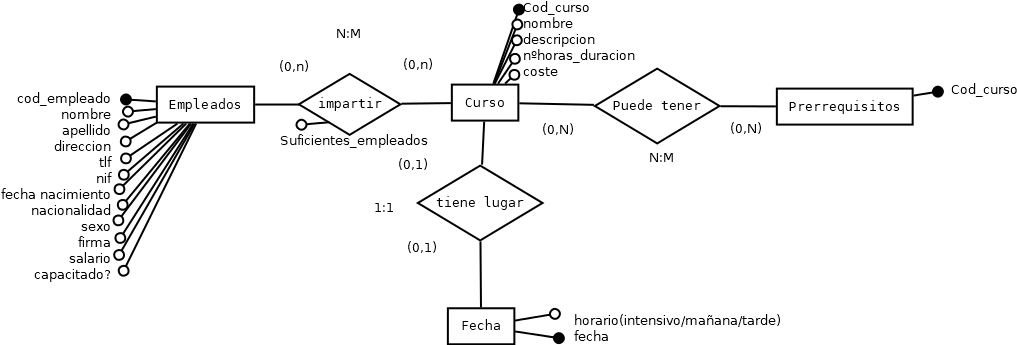 Cod_curso
nombre
descripcion
nºhoras_duracion
coste
N:M
(0,n)
(0,n)
cod_empleado
nombre
apellido
direccion
tlf
nif
fecha nacimiento
nacionalidad
sexo
firma
salario
capacitado?
Empleados
impartir
Suficientes_empleados
Curso
(0,N)
Puede tener
N:M
(0,N)
Prerrequisitos
Cod_curso
(0,1)
1:1
tiene lugar
(0,1)
Fecha
horario(intensivo/mañana/tarde)
fecha